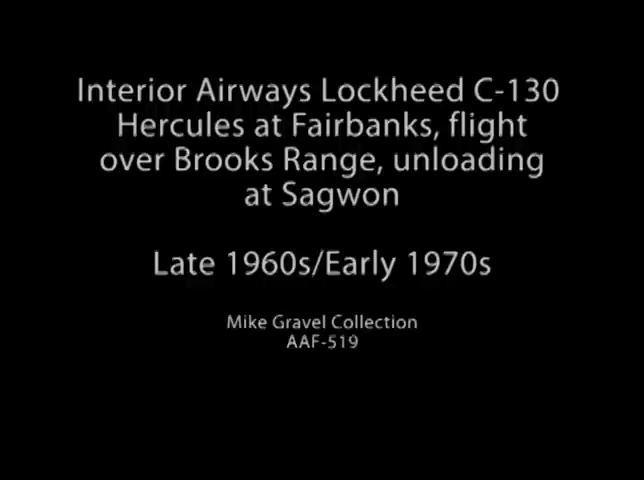 Interior Airways Lockheed C-130
Hercules at Fairbanks, flight
over Brooks Range, unloading
at Sagwon
Late 1960s/Early 1970s
Mike Gravel Collection
AAF-519